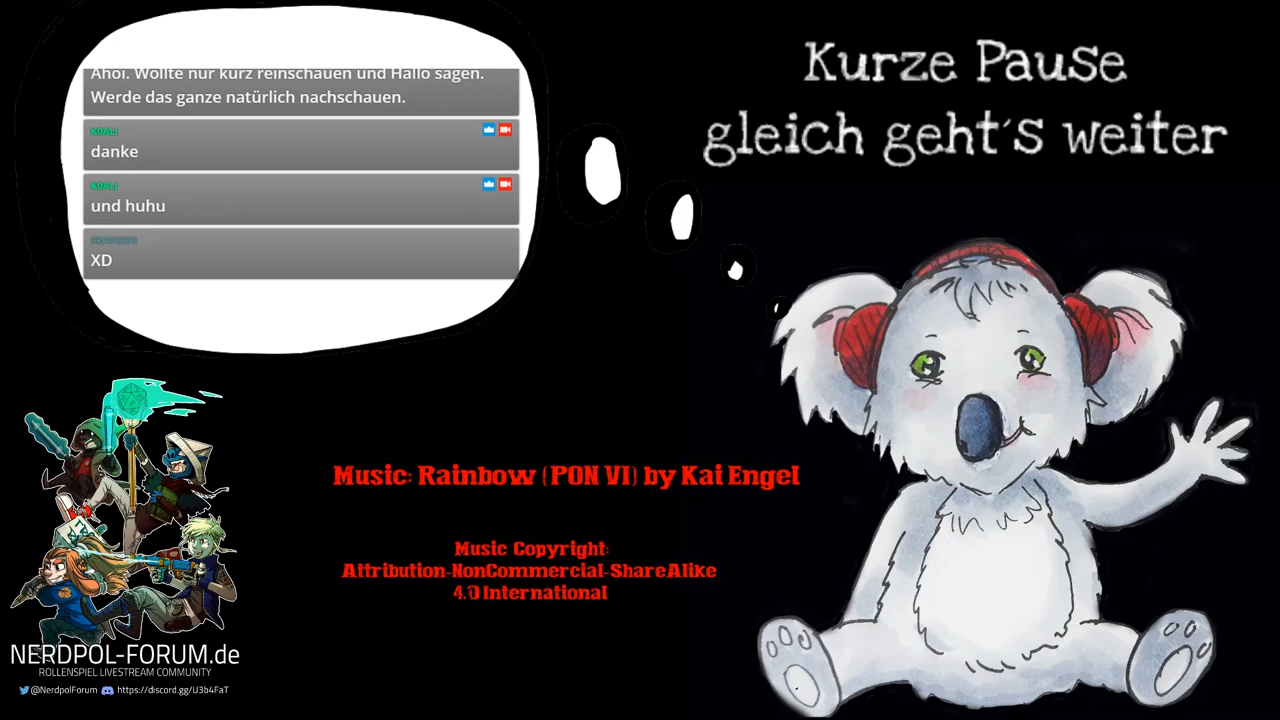 Ahoi. Wollte nur kurz reinschauen und Hallo sagen.
Werde das ganze natürlich nachschauen.
KOALI
danke
KOALI
und huhu
XD
Kurze Pause
gleich geht's weiter
Music: Rainbow (PON VI) by Kai Engel
Music Copyright:
Attribution-NonCommercial-ShareAlike
4.0 International
NERDPOL-FORUM.de
ROLLENSPIEL LIVESTREAM COMMUNITY
@NerdpolForum https://discord.gg/U3b4FaT